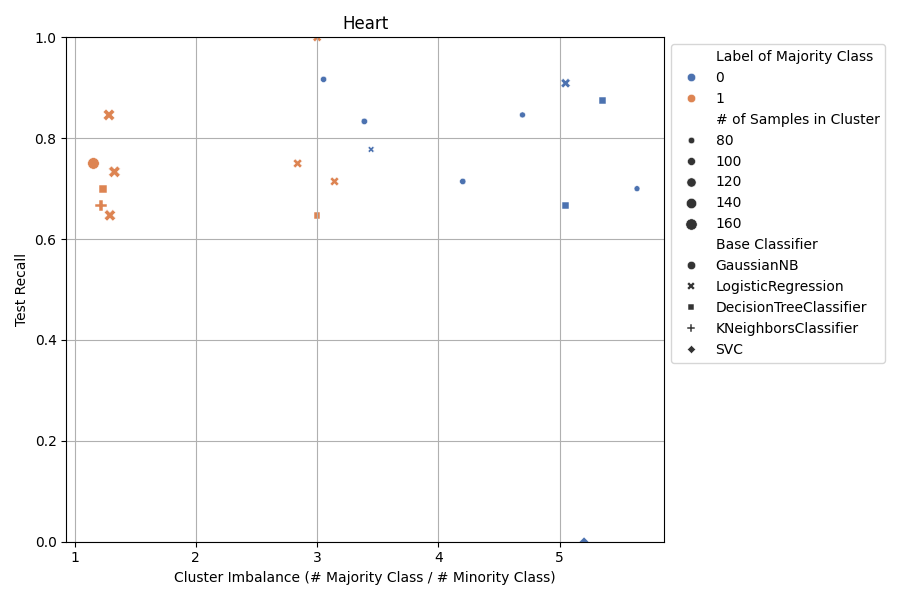 Heart
1.0
0.8
0.6
0.4
0.2
0.0
Test Recall
1
2
3
4
5
Cluster Imbalance (# Majority Class / # Minority Class)
Label of Majority Class
0
1
# of Samples in Cluster
80
100
120
140
160
Base Classifier
GaussianNB
LogisticRegression
DecisionTreeClassifier
KNeighborsClassifier
SVC